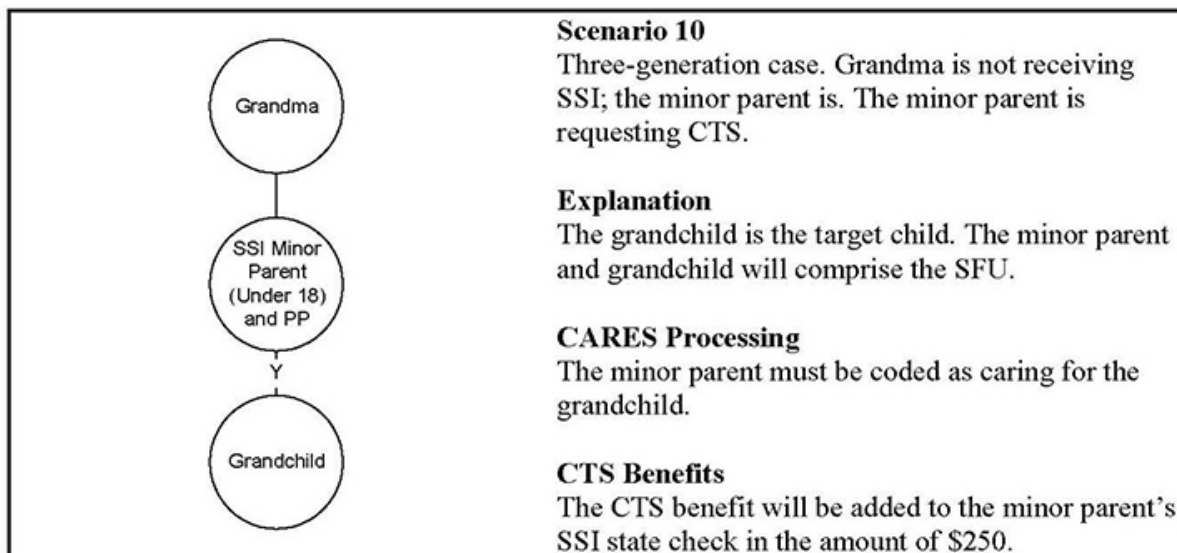 Grandma
SSI Minor
Parent
(Under 18)
and PP
Y
Grandchild
Scenario 10
Three-generation case. Grandma is not receiving
SSI; the minor parent is. The minor parent is
requesting CTS.
Explanation
The grandchild is the target child. The minor parent
and grandchild will comprise the SFU.
CARES Processing
The minor parent must be coded as caring for the
grandchild.
CTS Benefits
The CTS benefit will be added to the minor parent's
SSI state check in the amount of $250.